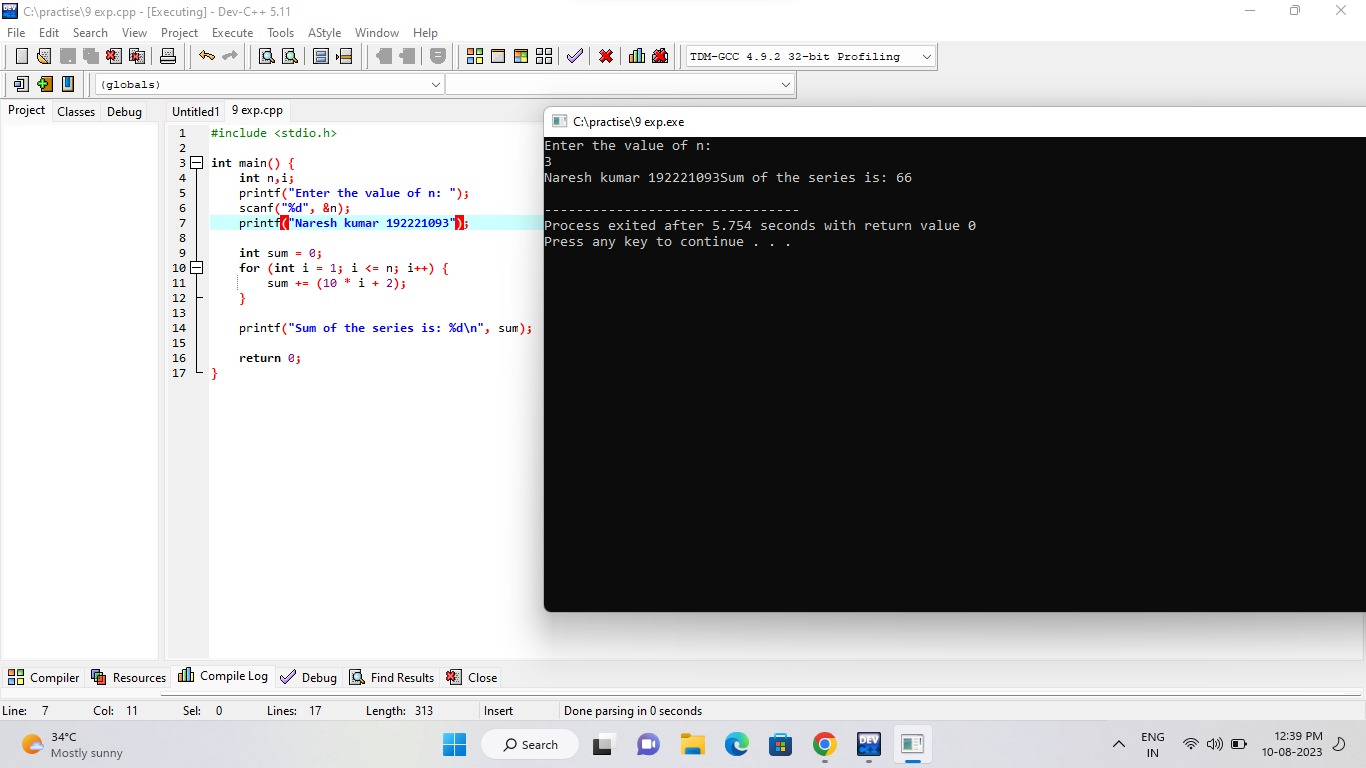 C:\practise\9 exp.cpp - [Executing] - Dev-C++ 5.11
File Edit Search View Project Execute Tools AStyle Window Help
TDM-GCC 4.9.2 32-bit Profiling
(globals)
Project Classes Debug
Untitled1 9 exp.cpp
1 #include <stdio.h>
2
3 int main() {
4 int n,i;
5 printf("Enter the value of n: ");
6 scanf("%d", &n);
7 printf("Naresh kumar 192221093");
8
9 int sum = 0;
10 for (int i = 1; i <= n; i++) {
11 sum += (10 * i + 2);
12 }
13
14 printf("Sum of the series is: %d\n", sum);
15
16 return 0;
17 }
C:\practise\9 exp.exe
Enter the value of n:
3
Naresh kumar 192221093Sum of the series is: 66
--------------------------------
Process exited after 5.754 seconds with return value 0
Press any key to continue . . .
Compiler Resources Compile Log Debug Find Results Close
Line: 7 Col: 11 Sel: 0 Lines: 17 Length: 313 Insert Done parsing in 0 seconds
34°C
Mostly sunny
Search
DEV
ENG
IN
12:39 PM
10-08-2023